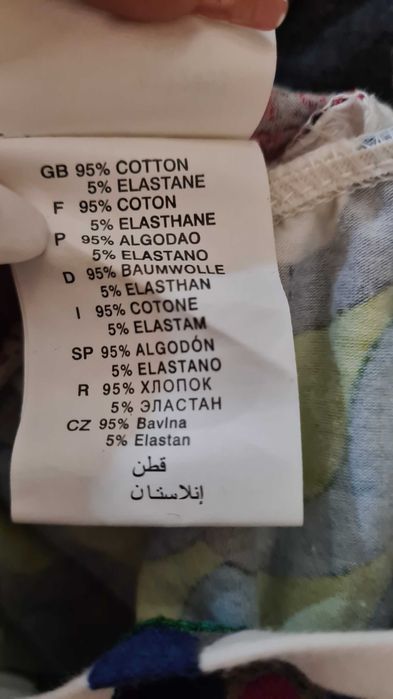 GB 95% COTTON
5% ELASTANE
F 95% COTON
5% ELASTHANE
P 95% ALGODAO
5% ELASTANO
D 95% BAUMWOLLE
5% ELASTHAN
I 95% COTONE
5% ELASTAM
SP 95% ALGODÓN
5% ELASTANO
R 95% ХЛОПОК
5% ЭЛАСТАН
CZ 95% Bavlna
5% Elastan
قطن
إنلاستان